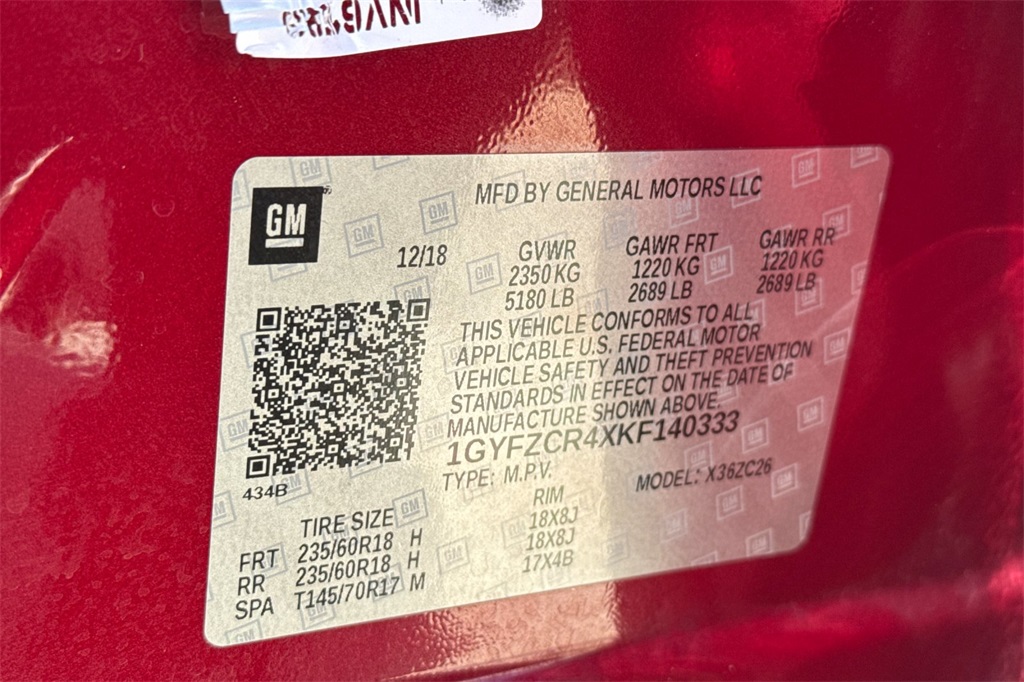 GM
MFD BY GENERAL MOTORS LLC
12/18
GVWR
2350 KG
5180 LB
GAWR FRT
1220 KG
2689 LB
GAWR RR
1220 KG
2689 LB
THIS VEHICLE CONFORMS TO ALL
APPLICABLE U.S. FEDERAL MOTOR
VEHICLE SAFETY AND THEFT PREVENTION
STANDARDS IN EFFECT ON THE DATE OF
MANUFACTURE SHOWN ABOVE.
1GYFZCR4XKF140333
TYPE: M.P.V. MODEL: X36ZC26
434B
TIRE SIZE RIM
FRT 235/60R18 H 18X8J
RR 235/60R18 H 18X8J
SPA T145/70R17 M 17X4B